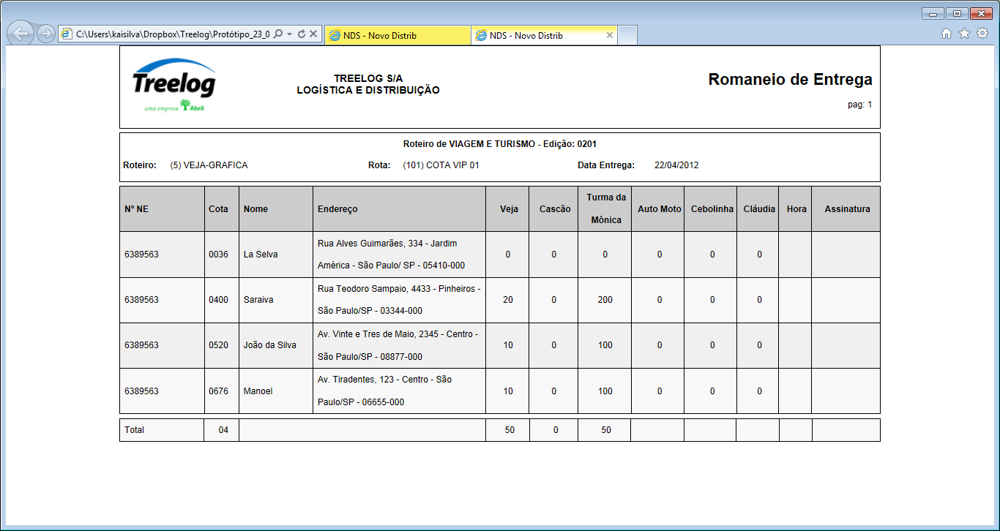 C:\Users\kaisilva\Dropbox\Treelog\Protótipo_23_0
NDS - Novo Distrib
NDS - Novo Distrib
Treelog
uma empresa Abril
TREELOG S/A
LOGÍSTICA E DISTRIBUIÇÃO
Romaneio de Entrega
pag: 1
Roteiro de VIAGEM E TURISMO - Edição: 0201
Roteiro: (5) VEJA-GRAFICA Rota: (101) COTA VIP 01 Data Entrega: 22/04/2012
Nº NE Cota Nome Endereço Veja Cascão Turma da Mônica Auto Moto Cebolinha Cláudia Hora Assinatura
6389563 0036 La Selva Rua Alves Guimarães, 334 - Jardim
América - São Paulo/ SP - 05410-000 0 0 0 0 0 0
6389563 0400 Saraiva Rua Teodoro Sampaio, 4433 - Pinheiros -
São Paulo/SP - 03344-000 20 0 200 0 0 0
6389563 0520 João da Silva Av. Vinte e Tres de Maio, 2345 - Centro -
São Paulo/SP - 08877-000 10 0 100 0 0 0
6389563 0676 Manoel Av. Tiradentes, 123 - Centro - São
Paulo/SP - 06655-000 10 0 100 0 0 0
Total 04 50 0 50